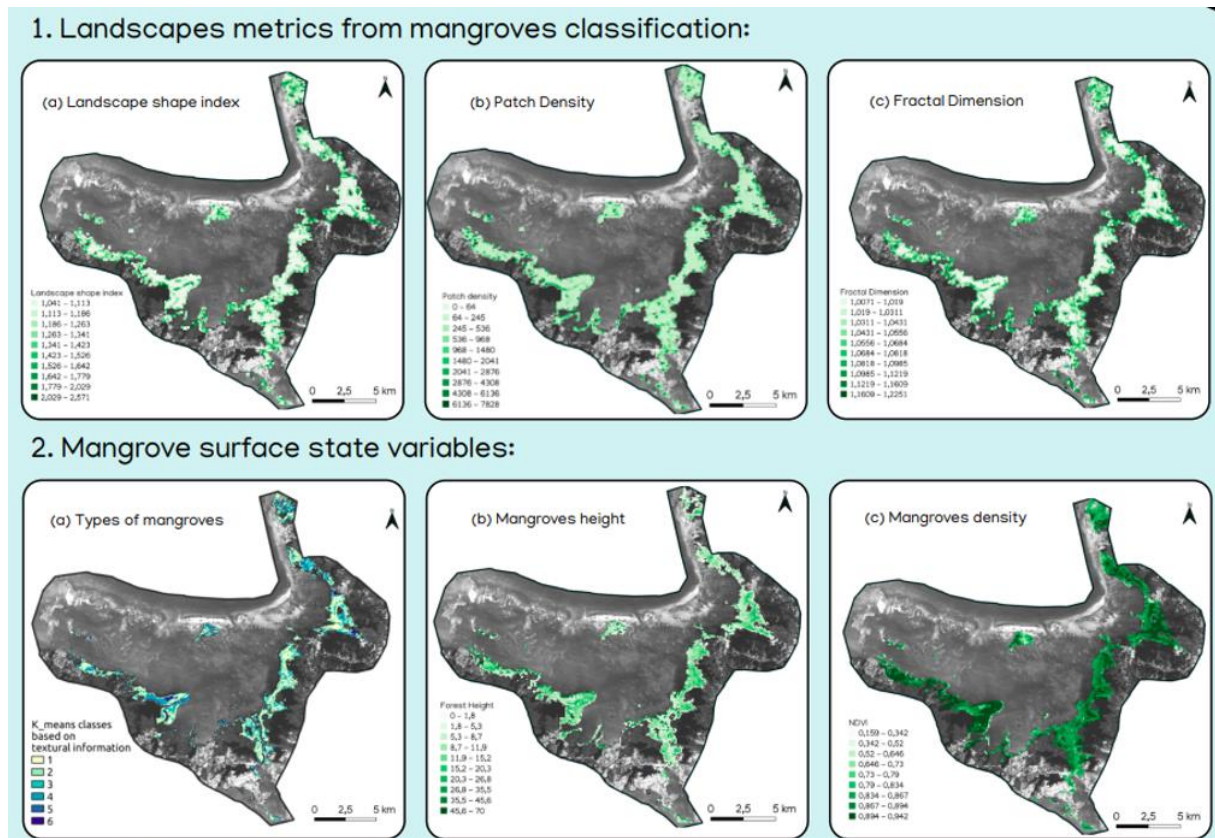 1. Landscapes metrics from mangroves classification:
(a) Landscape shape index
N
Landscape shape index
1,041 - 1,113
1,113 - 1,186
1,186 - 1,263
1,263 - 1,341
1,341 - 1,423
1,423 - 1,526
1,526 - 1,642
1,642 - 1,779
1,779 - 2,029
2,029 - 2,571
0 2,5 5 km
(b) Patch Density
N
Patch density
0 - 64
64 - 245
245 - 536
536 - 968
968 - 1480
1480 - 2041
2041 - 2876
2876 - 4308
4308 - 6136
6136 - 7828
0 2,5 5 km
(c) Fractal Dimension
N
Fractal Dimension
1,0071 - 1,019
1,019 - 1,0311
1,0311 - 1,0431
1,0431 - 1,0556
1,0556 - 1,0684
1,0684 - 1,0818
1,0818 - 1,0985
1,0985 - 1,1219
1,1219 - 1,1609
1,1609 - 1,2251
0 2,5 5 km
2. Mangrove surface state variables:
(a) Types of mangroves
N
K_means classes
based on
textural information
1
2
3
4
5
6
0 2,5 5 km
(b) Mangroves height
N
Forest Height
0 - 1,8
1,8 - 5,3
5,3 - 8,7
8,7 - 11,9
11,9 - 15,2
15,2 - 20,3
20,3 - 26,8
26,8 - 35,5
35,5 - 45,6
45,6 - 70
0 2,5 5 km
(c) Mangroves density
N
NDVI
0,159 - 0,342
0,342 - 0,52
0,52 - 0,646
0,646 - 0,73
0,73 - 0,79
0,79 - 0,834
0,834 - 0,867
0,867 - 0,894
0,894 - 0,942
0 2,5 5 km